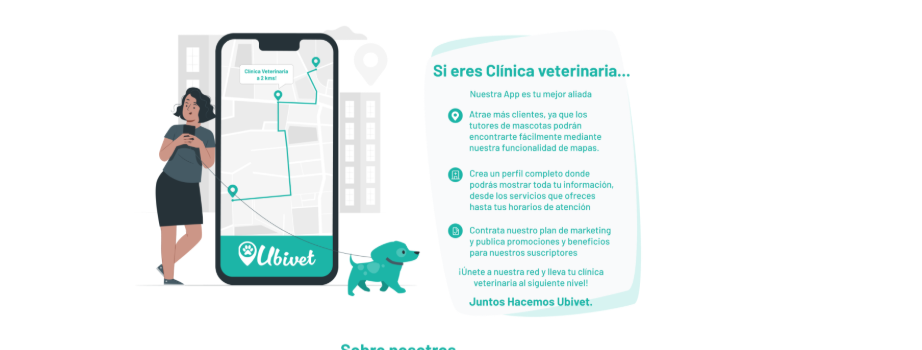 Clínica Veterinaria
a 2 kms!
Ubivet
Si eres Clínica veterinaria...
Nuestra App es tu mejor aliada
Atrae más clientes, ya que los
tutores de mascotas podrán
encontrarte fácilmente mediante
nuestra funcionalidad de mapas.
Crea un perfil completo donde
podrás mostrar toda tu información,
desde los servicios que ofreces
hasta tus horarios de atención
Contrata nuestro plan de marketing
y publica promociones y beneficios
para nuestros suscriptores
¡Únete a nuestra red y lleva tu clínica
veterinaria al siguiente nivel!
Juntos Hacemos Ubivet.
Sobre nosotros